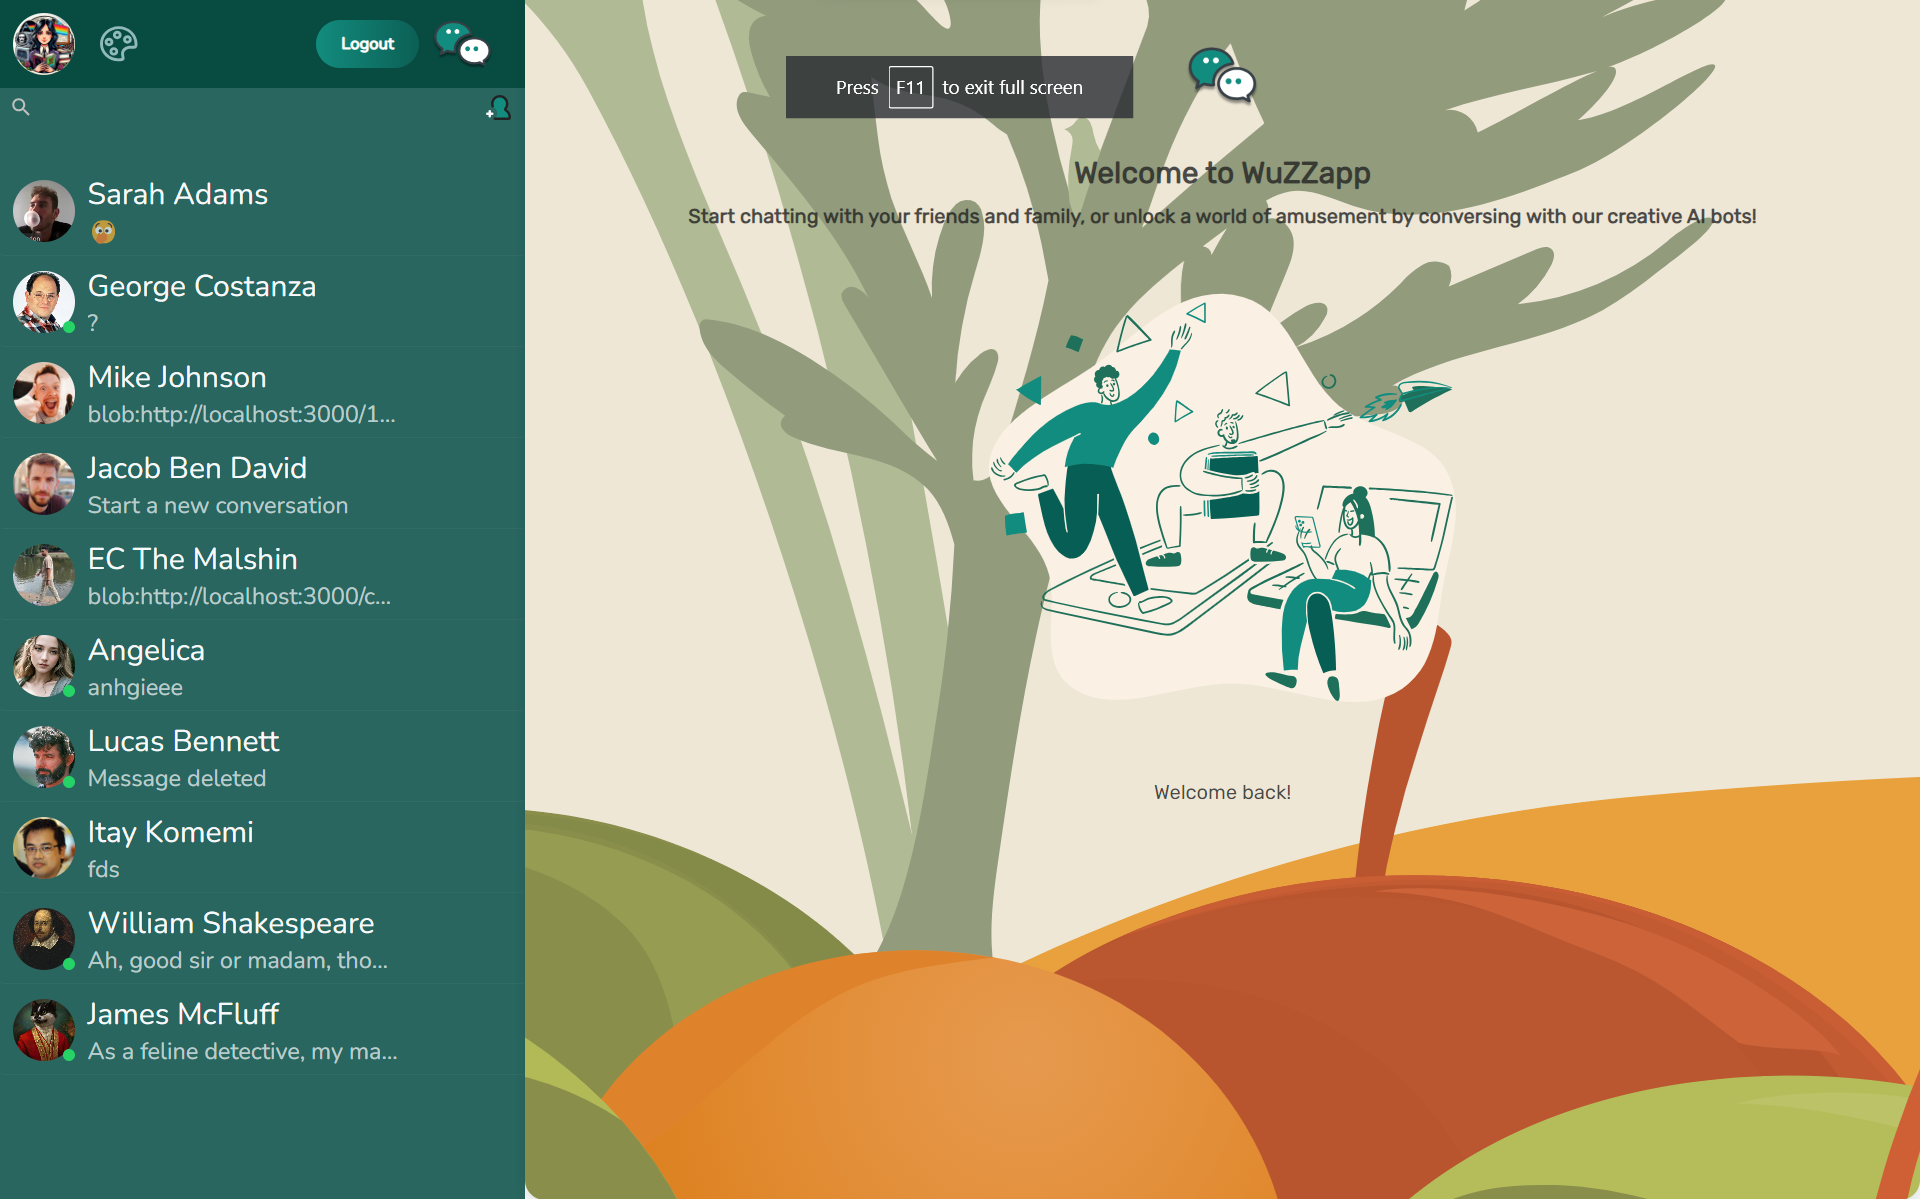 Logout
Press F11 to exit full screen
Welcome to WuZZapp
Start chatting with your friends and family, or unlock a world of amusement by conversing with our creative AI bots!
Sarah Adams
George Costanza
?
Mike Johnson
blob:http://localhost:3000/1...
Jacob Ben David
Start a new conversation
EC The Malshin
blob:http://localhost:3000/c...
Angelica
anhgieee
Lucas Bennett
Message deleted
Itay Komemi
fds
William Shakespeare
Ah, good sir or madam, tho...
James McFluff
As a feline detective, my ma...
Welcome back!